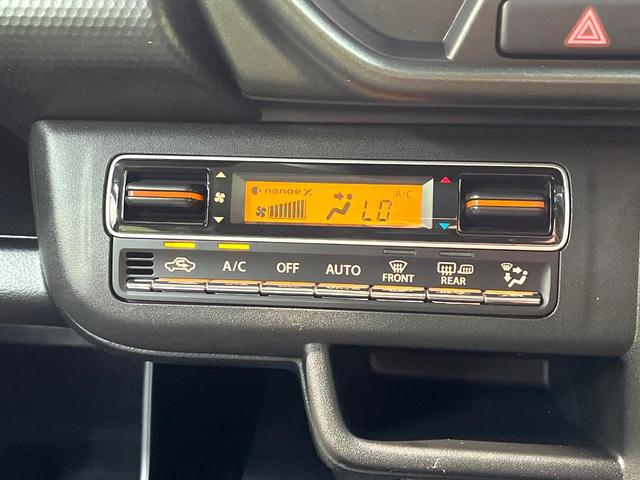 nanoe X
A/C
LO
A/C
OFF
AUTO
FRONT
REAR